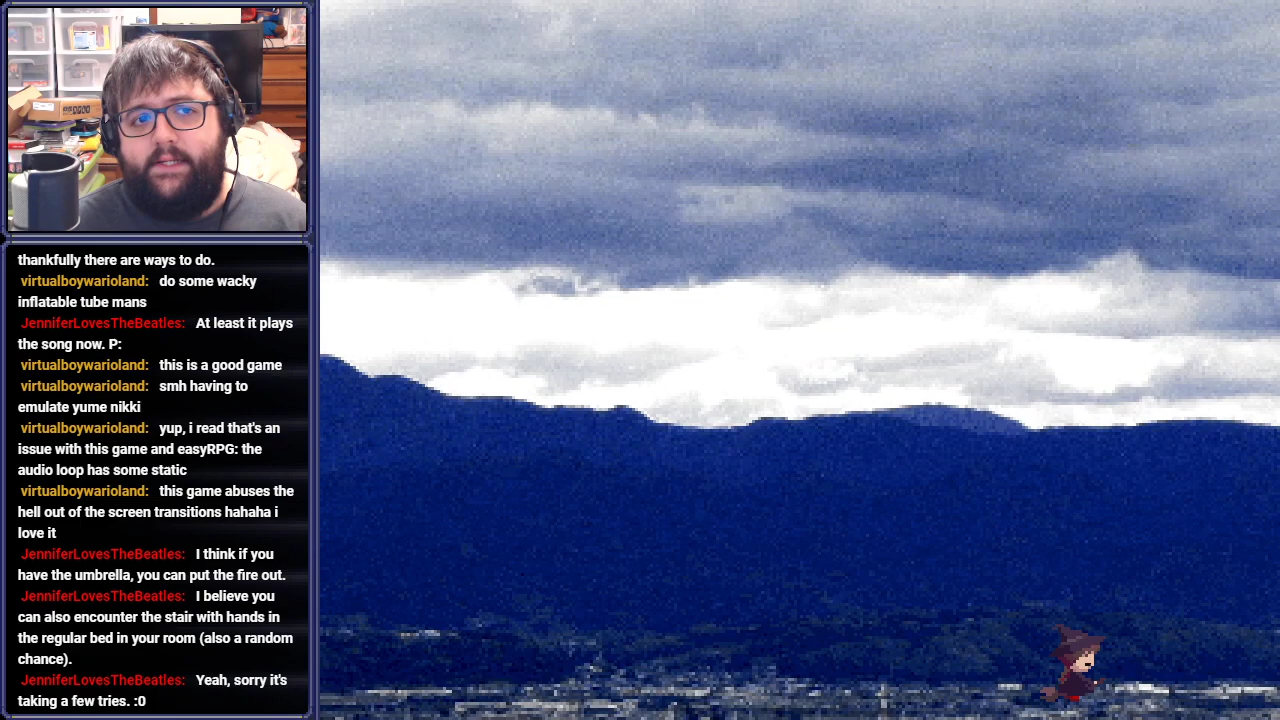 thankfully there are ways to do.
virtualboywarioland: do some wacky
inflatable tube mans
JenniferLovesTheBeatles: At least it plays
the song now. P:
virtualboywarioland: this is a good game
virtualboywarioland: smh having to
emulate yume nikki
virtualboywarioland: yup, i read that's an
issue with this game and easyRPG: the
audio loop has some static
virtualboywarioland: this game abuses the
hell out of the screen transitions hahaha i
love it
JenniferLovesTheBeatles: I think if you
have the umbrella, you can put the fire out.
JenniferLovesTheBeatles: I believe you
can also encounter the stair with hands in
the regular bed in your room (also a random
chance).
JenniferLovesTheBeatles: Yeah, sorry it's
taking a few tries. :0